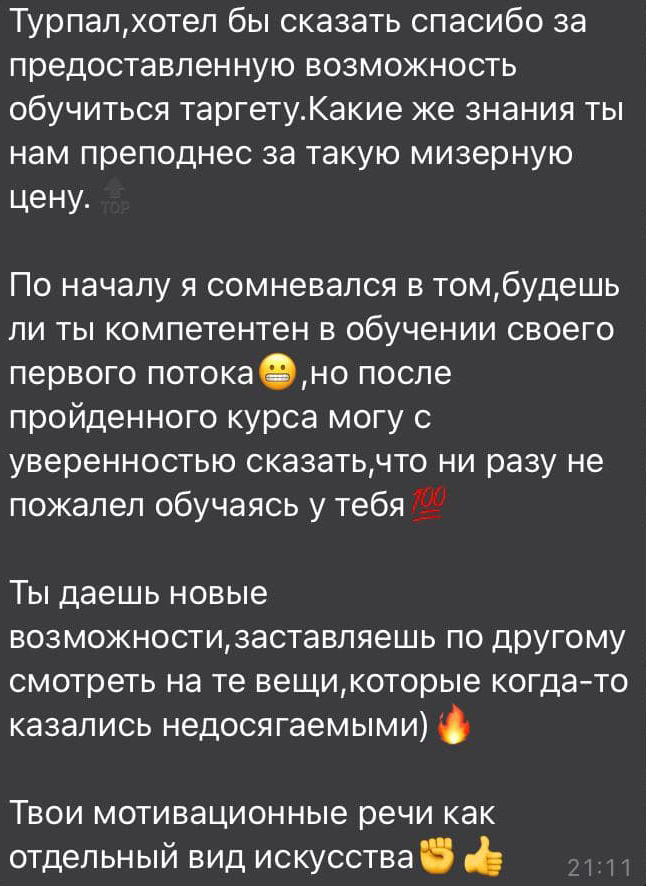 Турпал,хотел бы сказать спасибо за
предоставленную возможность
обучиться таргету.Какие же знания ты
нам преподнес за такую мизерную
цену. 🔝
По началу я сомневался в том,будешь
ли ты компетентен в обучении своего
первого потока😬,но после
пройденного курса могу с
уверенностью сказать,что ни разу не
пожалел обучаясь у тебя💯
Ты даешь новые
возможности,заставляешь по другому
смотреть на те вещи,которые когда-то
казались недосягаемыми)🔥
Твои мотивационные речи как
отдельный вид искусства✊👍
21:11